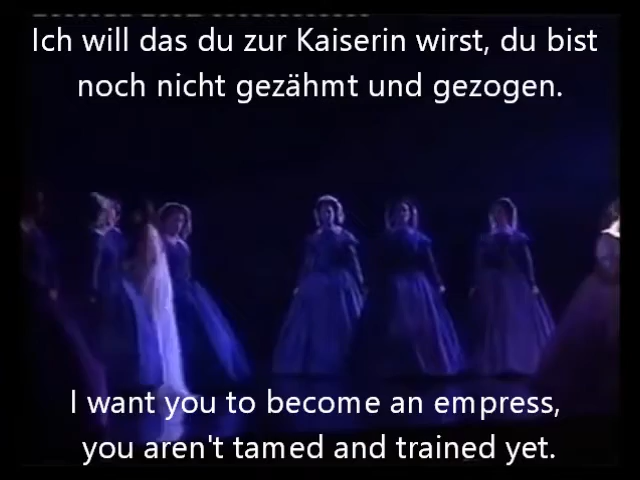 Ich will das du zur Kaiserin wirst, du bist
noch nicht gezähmt und gezogen.
I want you to become an empress,
you aren't tamed and trained yet.